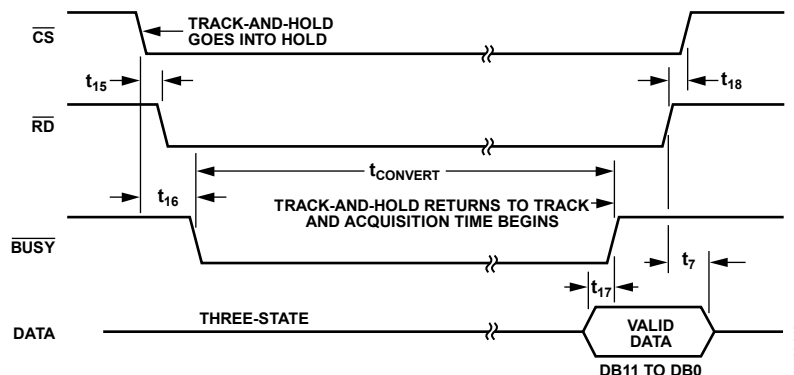 TRACK-AND-HOLD
GOES INTO HOLD
CS
t15
t18
RD
tCONVERT
t16
TRACK-AND-HOLD RETURNS TO TRACK
AND ACQUISITION TIME BEGINS
BUSY
t7
t17
THREE-STATE
VALID
DATA
DATA
DB11 TO DB0